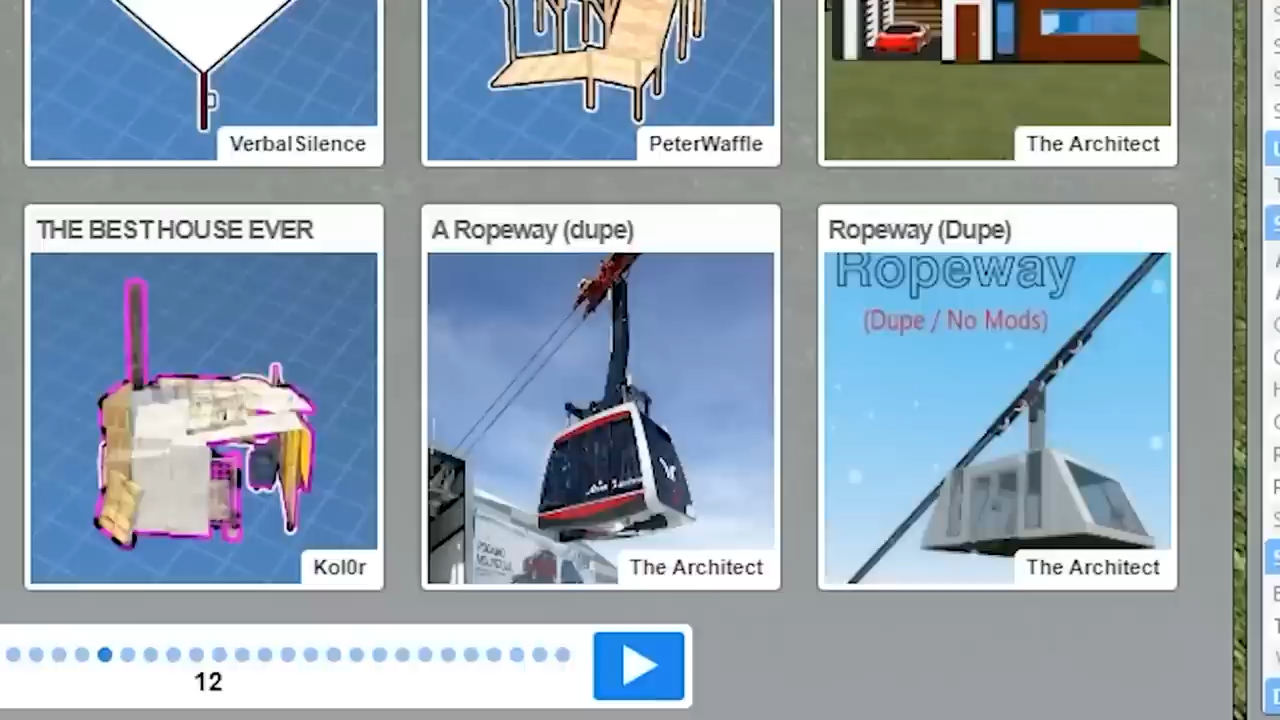 VerbalSilence
PeterWaffle
The Architect
THE BEST HOUSE EVER
A Ropeway (dupe)
Ropeway (Dupe)
Ropeway
(Dupe / No Mods)
Kol0r
The Architect
The Architect
12